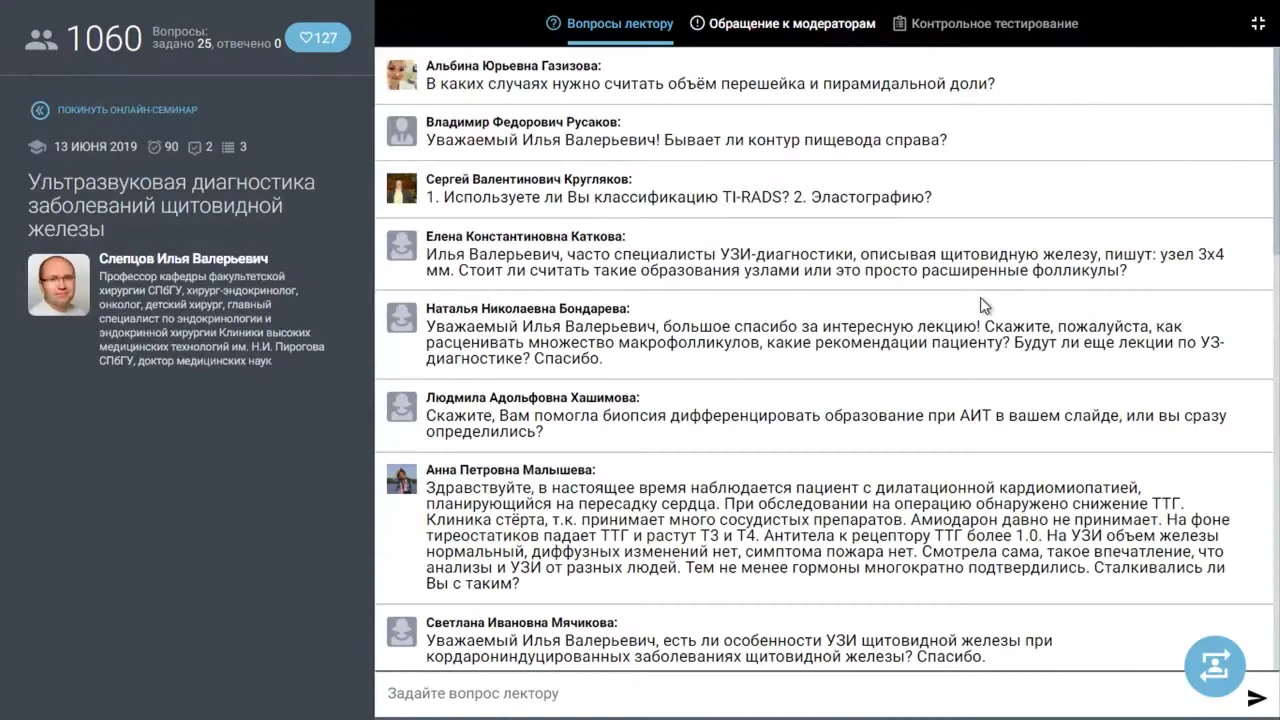 1060
Вопросы:
задано 25, отвечено 0
127
ПОКИНУТЬ ОНЛАЙН-СЕМИНАР
13 ИЮНЯ 2019 90 2 3
Ультразвуковая диагностика
заболеваний щитовидной
железы
Слепцов Илья Валерьевич
Профессор кафедры факультетской
хирургии СПбГУ, хирург-эндокринолог,
онколог, детский хирург, главный
специалист по эндокринологии и
эндокринной хирургии Клиники высоких
медицинских технологий им. Н.И. Пирогова
СПбГУ, доктор медицинских наук
Вопросы лектору Обращение к модераторам Контрольное тестирование
Альбина Юрьевна Газизова:
В каких случаях нужно считать объём перешейка и пирамидальной доли?
Владимир Федорович Русаков:
Уважаемый Илья Валерьевич! Бывает ли контур пищевода справа?
Сергей Валентинович Кругляков:
1. Используете ли Вы классификацию TI-RADS? 2. Эластографию?
Елена Константиновна Каткова:
Илья Валерьевич, часто специалисты УЗИ-диагностики, описывая щитовидную железу, пишут: узел 3х4
мм. Стоит ли считать такие образования узлами или это просто расширенные фолликулы?
Наталья Николаевна Бондарева:
Уважаемый Илья Валерьевич, большое спасибо за интересную лекцию! Скажите, пожалуйста, как
расценивать множество макрофолликулов, какие рекомендации пациенту? Будут ли еще лекции по УЗ-
диагностике? Спасибо.
Людмила Адольфовна Хашимова:
Скажите, Вам помогла биопсия дифференцировать образование при АИТ в вашем слайде, или вы сразу
определились?
Анна Петровна Малышева:
Здравствуйте, в настоящее время наблюдается пациент с дилатационной кардиомиопатией,
планирующийся на пересадку сердца. При обследовании на операцию обнаружено снижение ТТГ.
Клиника стёрта, т.к. принимает много сосудистых препаратов. Амиодарон давно не принимает. На фоне
тиреостатиков падает ТТГ и растут Т3 и Т4. Антитела к рецептору ТТГ более 1.0. На УЗИ объем железы
нормальный, диффузных изменений нет, симптома пожара нет. Смотрела сама, такое впечатление, что
анализы и УЗИ от разных людей. Тем не менее гормоны многократно подтвердились. Сталкивались ли
Вы с таким?
Светлана Ивановна Мячикова:
Уважаемый Илья Валерьевич, есть ли особенности УЗИ щитовидной железы при
кордарониндуцированных заболеваниях щитовидной железы? Спасибо.
Задайте вопрос лектору